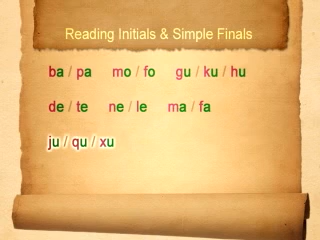 Reading Initials & Simple Finals
ba / pa mo / fo gu / ku / hu
de / te ne / le ma / fa
ju / qu / xu